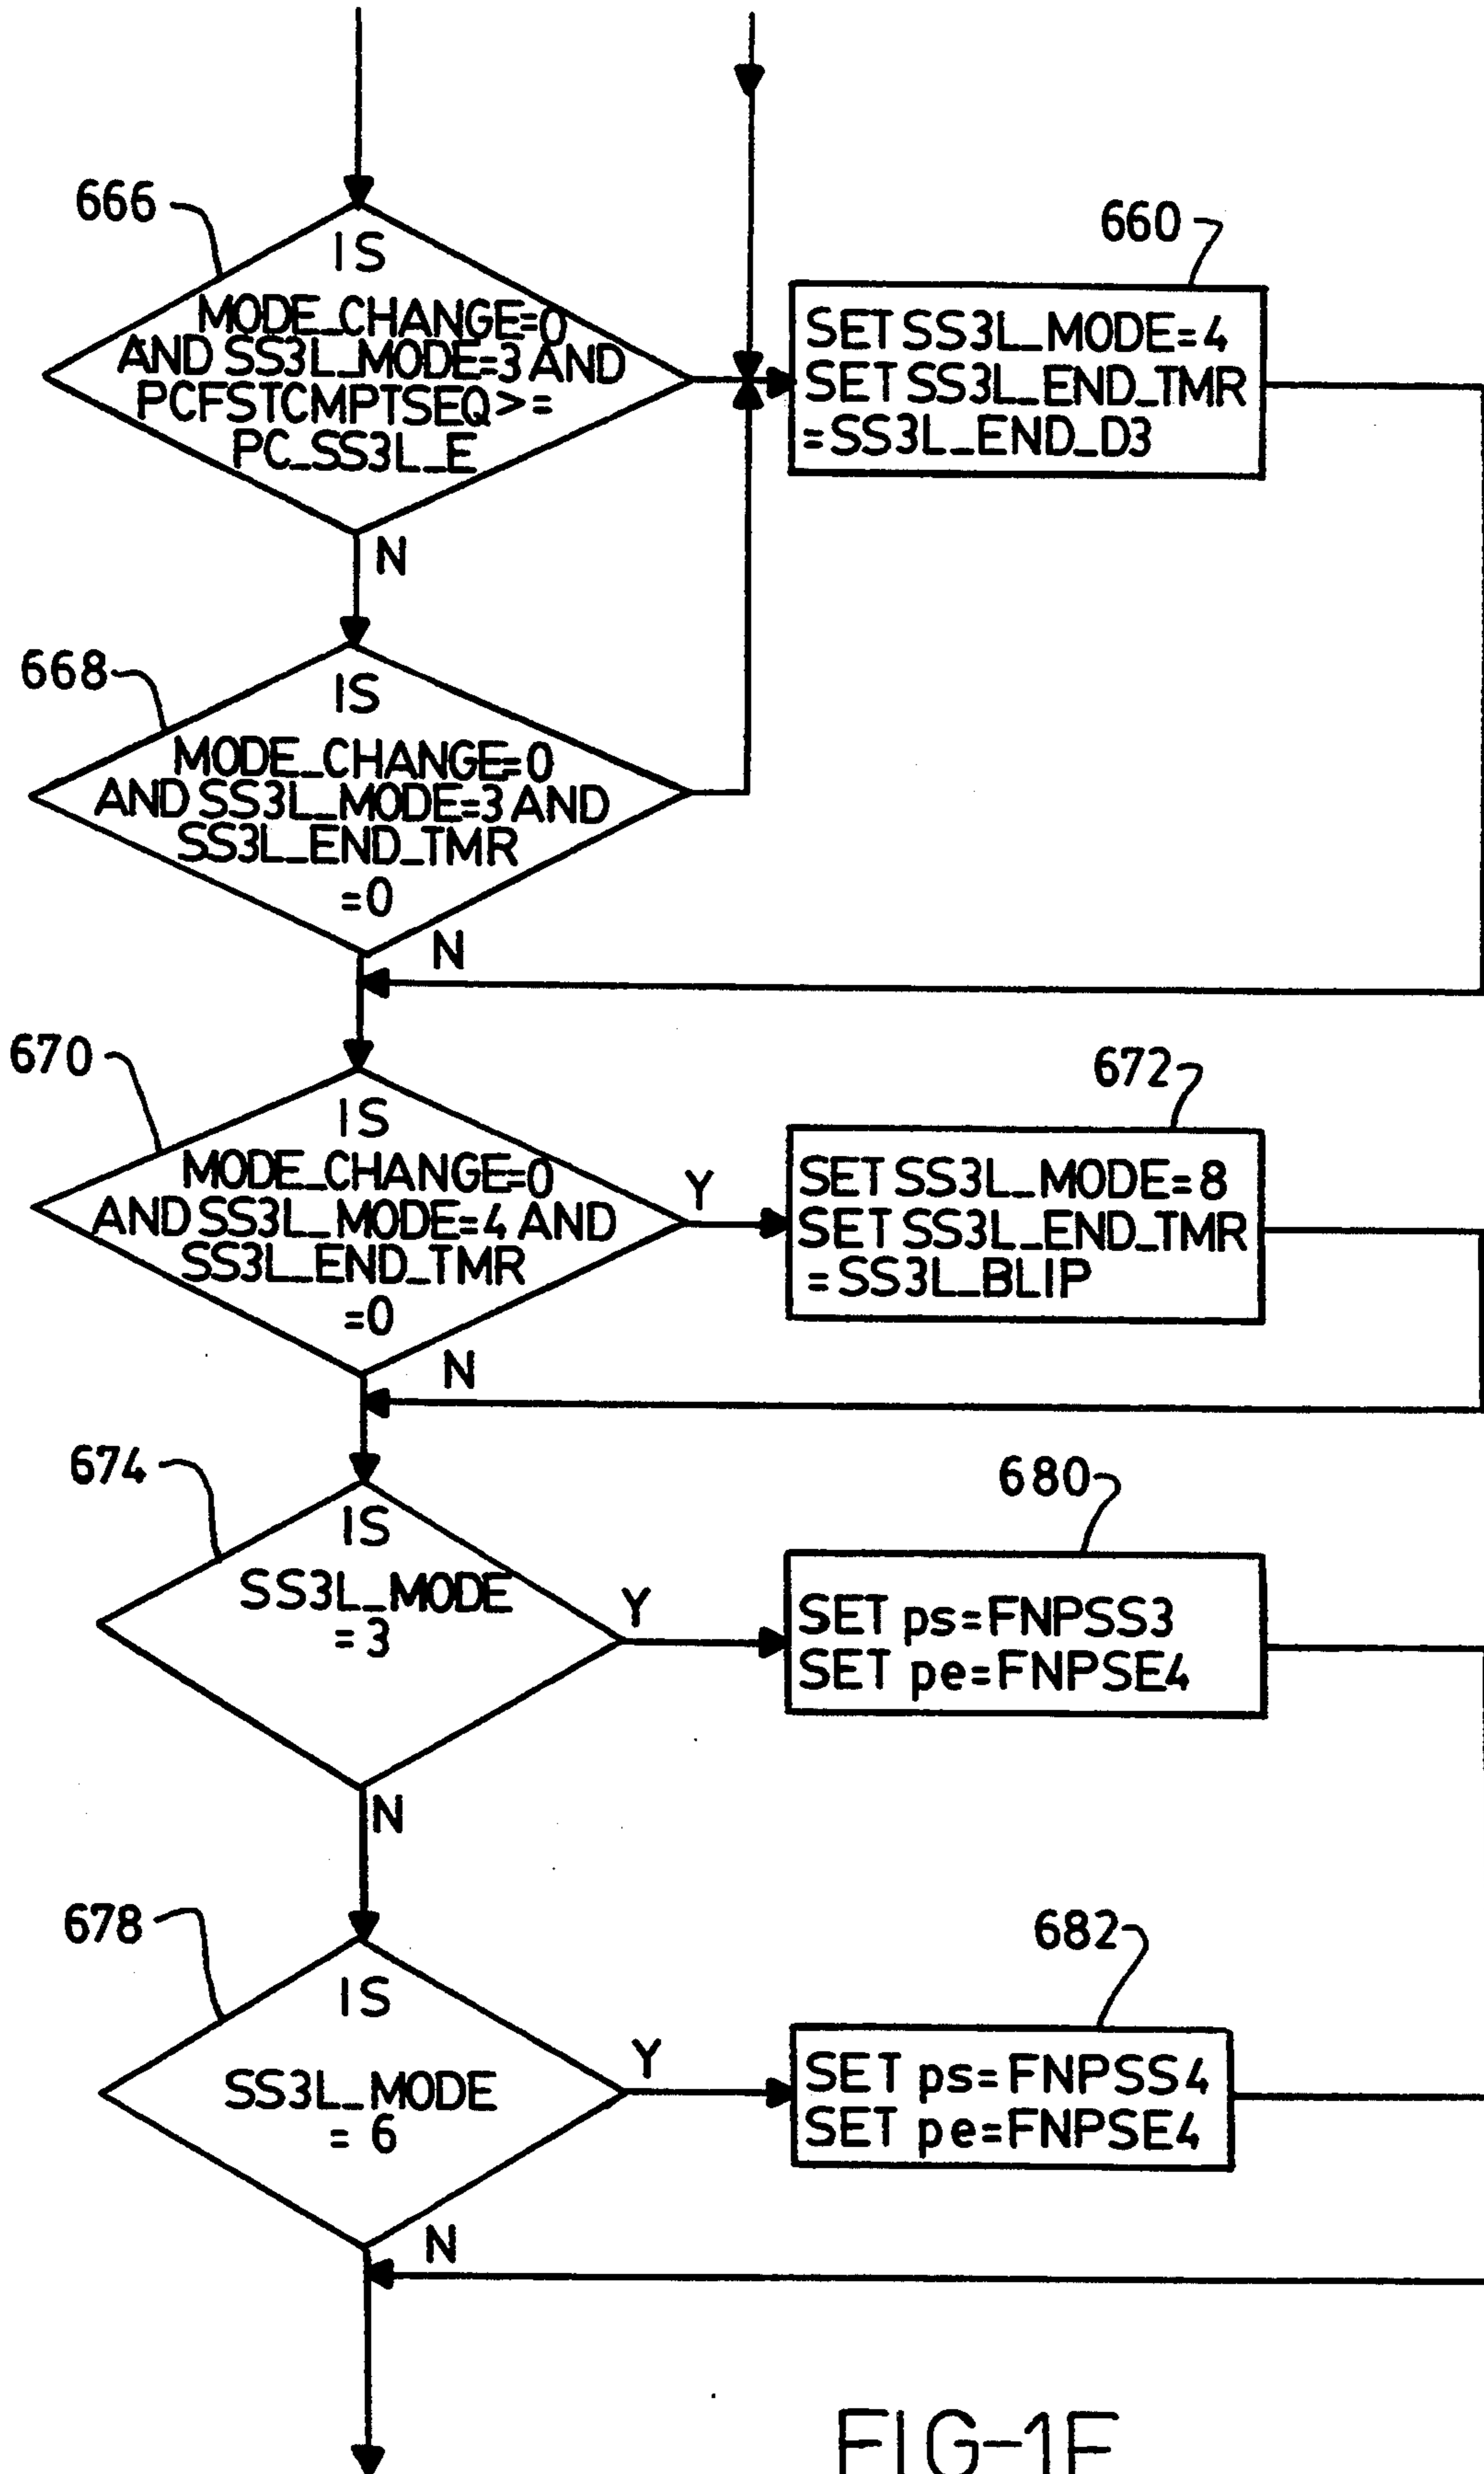 666
IS
MODE_CHANGE=0
AND SS3L_MODE=3 AND
PCFSTCMPTSEQ>=
PC_SS3L_E
N
660
SET SS3L_MODE=4
SET SS3L_END_TMR
=SS3L_END_D3
668
IS
MODE_CHANGE=0
AND SS3L_MODE=3 AND
SS3L_END_TMR
=0
N
670
IS
MODE_CHANGE=0
AND SS3L_MODE=4 AND
SS3L_END_TMR
=0
Y
N
672
SET SS3L_MODE=8
SET SS3L_END_TMR
=SS3L_BLIP
674
IS
SS3L_MODE
=3
Y
N
680
SET ps=FNPSS3
SET pe=FNPSE4
678
IS
SS3L_MODE
= 6
Y
N
682
SET ps=FNPSS4
SET pe=FNPSE4